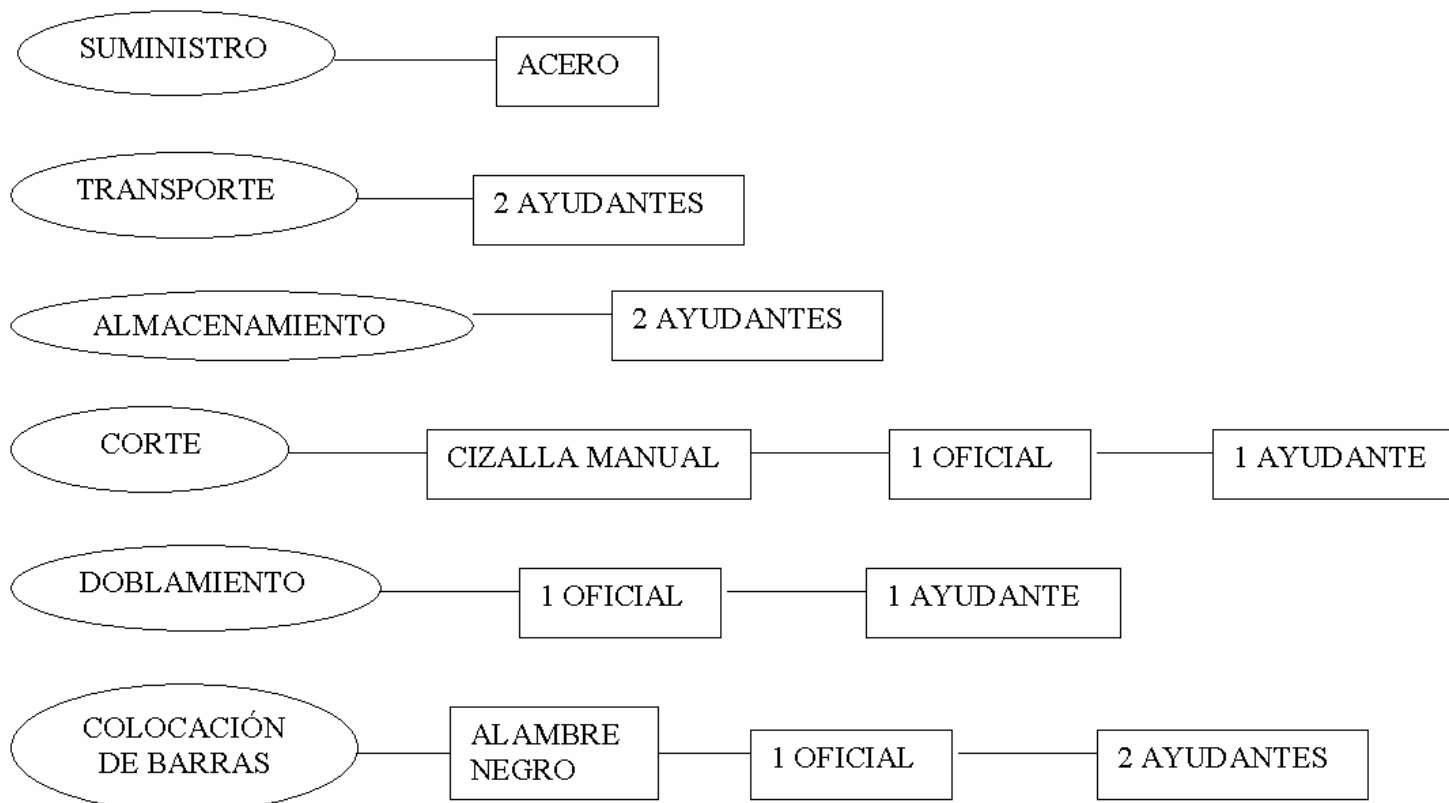 SUMINISTRO
ACERO
TRANSPORTE
2 AYUDANTES
ALMACENAMIENTO
2 AYUDANTES
CORTE
CIZALLA MANUAL
1 OFICIAL
1 AYUDANTE
DOBLAMIENTO
1 OFICIAL
1 AYUDANTE
COLOCACIÓN
DE BARRAS
ALAMBRE
NEGRO
1 OFICIAL
2 AYUDANTES